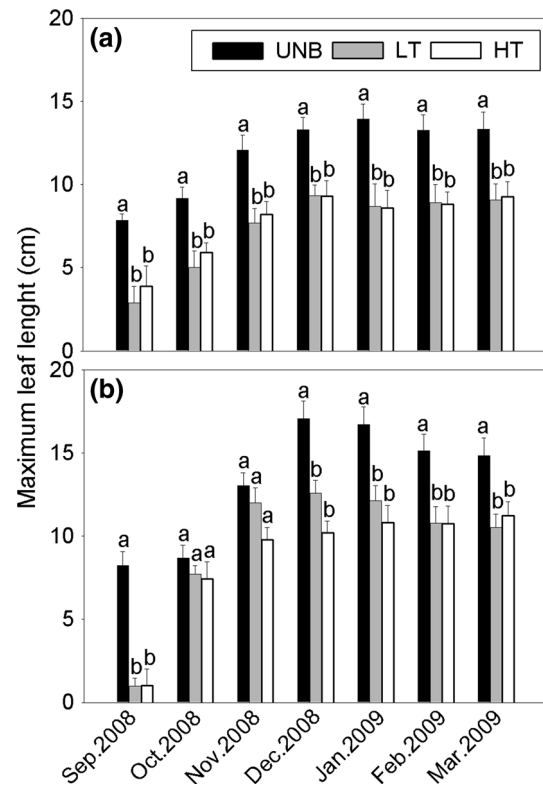 20
(a)
UNB LT HT
15
10
5
0
a b b a b b a b b a b b a b b a b b a b b
Maximum leaf lenght (cm)
20
(b)
15
10
5
0
a b b a a a a a a a b b a b b a b b a b b
Sep.2008 Oct.2008 Nov.2008 Dec.2008 Jan.2009 Feb.2009 Mar.2009